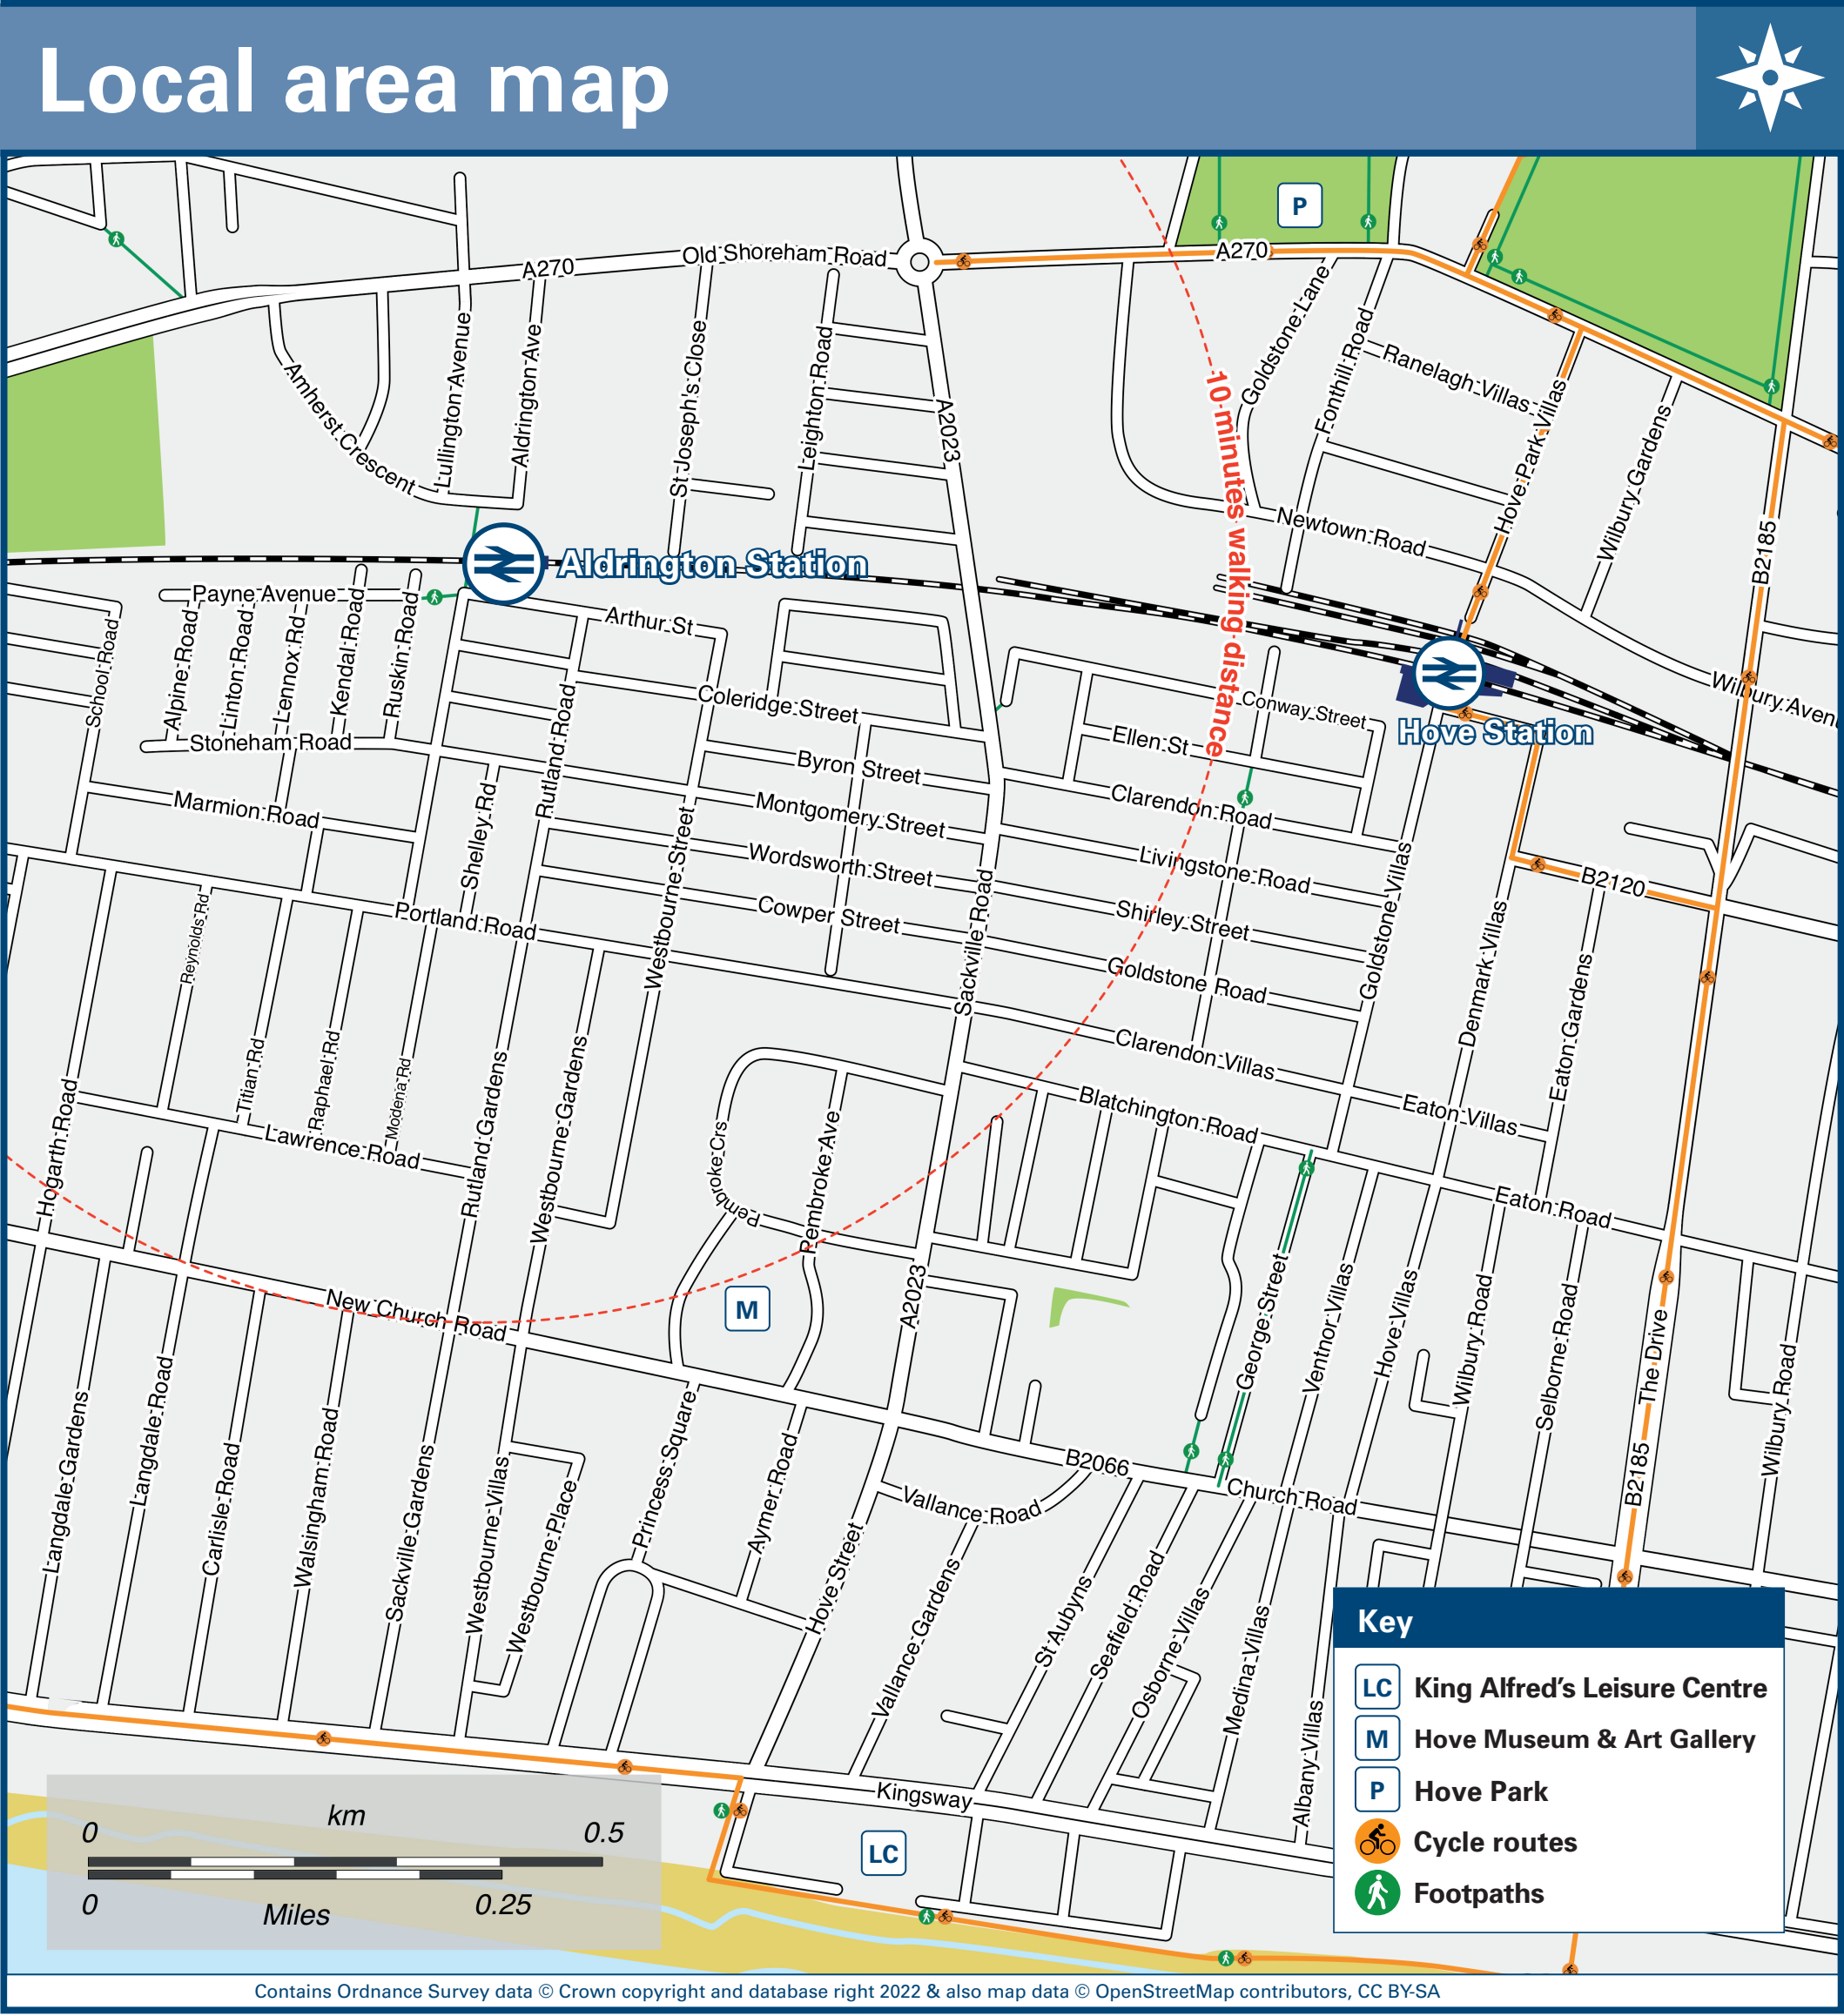 Local area map
P
Old Shoreham Road
A270
A270
Goldstone Lane
Fonthill Road
Ranelagh Villas
Hove Park Villas
Wilbury Gardens
Amherst Crescent
Lullington Avenue
Aldrington Ave
St Joseph's Close
Leighton Road
A2023
10 minutes walking distance
Newtown Road
B2185
Wilbury Avenu
Aldrington Station
Hove Station
Payne Avenue
School Road
Alpine Road
Linton Road
Lennox Rd
Kendal Road
Ruskin Road
Arthur St
Stoneham Road
Coleridge Street
Conway Street
Ellen St
Byron Street
Rutland Road
Marmion Road
Shelley Rd
Montgomery Street
Clarendon Road
Westbourne Street
Wordsworth Street
Livingstone Road
Goldstone Villas
B2120
Cowper Street
Shirley Street
Sackville Road
Reynolds Rd
Portland Road
Goldstone Road
Denmark Villas
Eaton Gardens
Clarendon Villas
Titian Rd
Raphael Rd
Modena Rd
Rutland Gardens
Westbourne Gardens
Hogarth Road
Lawrence Road
Pembroke Crs
Pemb
Pembroke Ave
Blatchington Road
Eaton Villas
Eaton Road
M
A2023
New Church Road
George Street
Ventnor Villas
Hove Villas
Wilbury Road
Selborne Road
The Drive
B2185
Wilbury Road
Langdale Gardens
Langdale Road
Carlisle Road
Walsingham Road
Sackville Gardens
Westbourne Villas
Westbourne Place
Princess Square
Aymer Road
Hove Street
B2066
Church Road
Vallance Road
Vallance Gardens
St Aubyns
Seafield Road
Osborne Villas
Medina Villas
Albany Villas
Kingsway
LC
km
0
0.5
0
0.25
Miles
Key
LC King Alfred's Leisure Centre
M Hove Museum & Art Gallery
P Hove Park
Cycle routes
Footpaths
Contains Ordnance Survey data © Crown copyright and database right 2022 & also map data © OpenStreetMap contributors, CC BY-SA